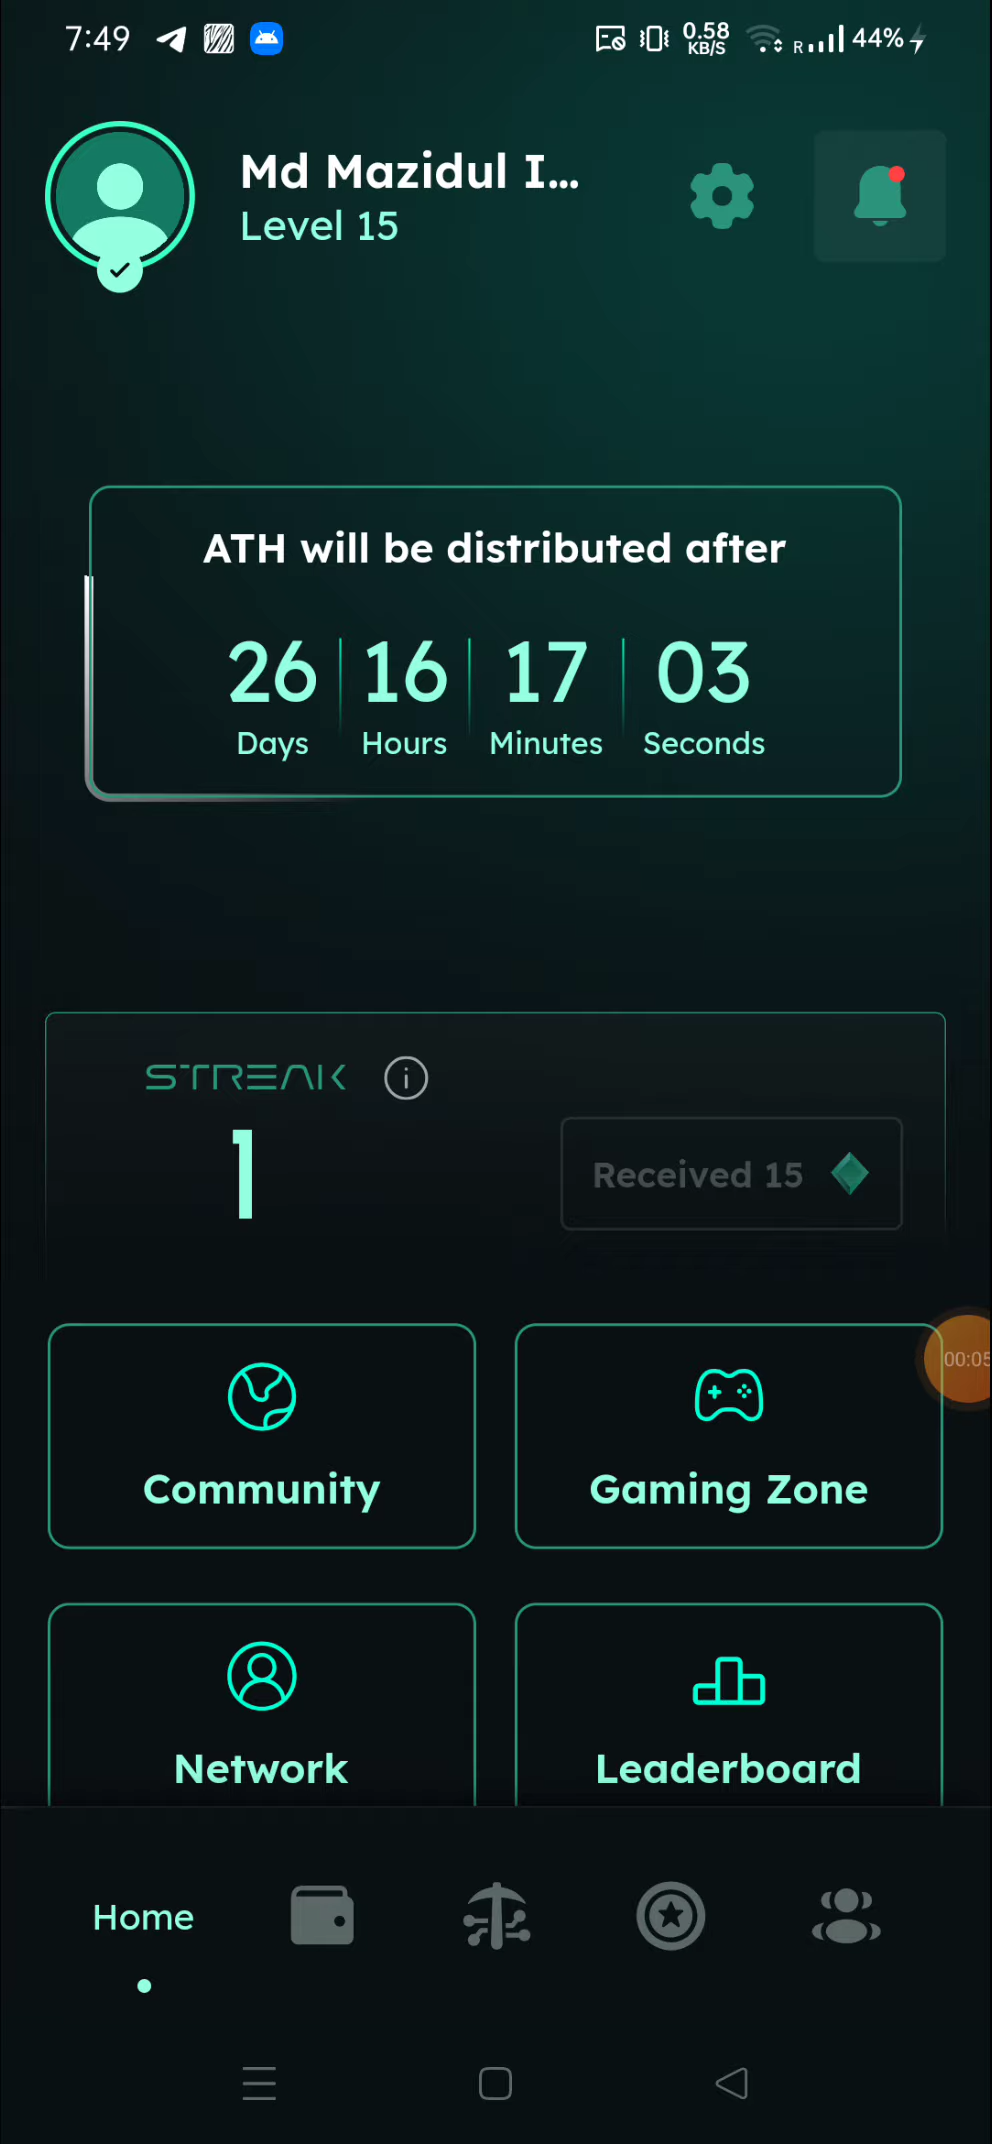 7:49
0.58
KB/S
R
44%
Md Mazidul I...
Level 15
ATH will be distributed after
26 16 17 03
Days Hours Minutes Seconds
STREAK
1
Received 15
00:05
Community
Gaming Zone
Network
Leaderboard
Home